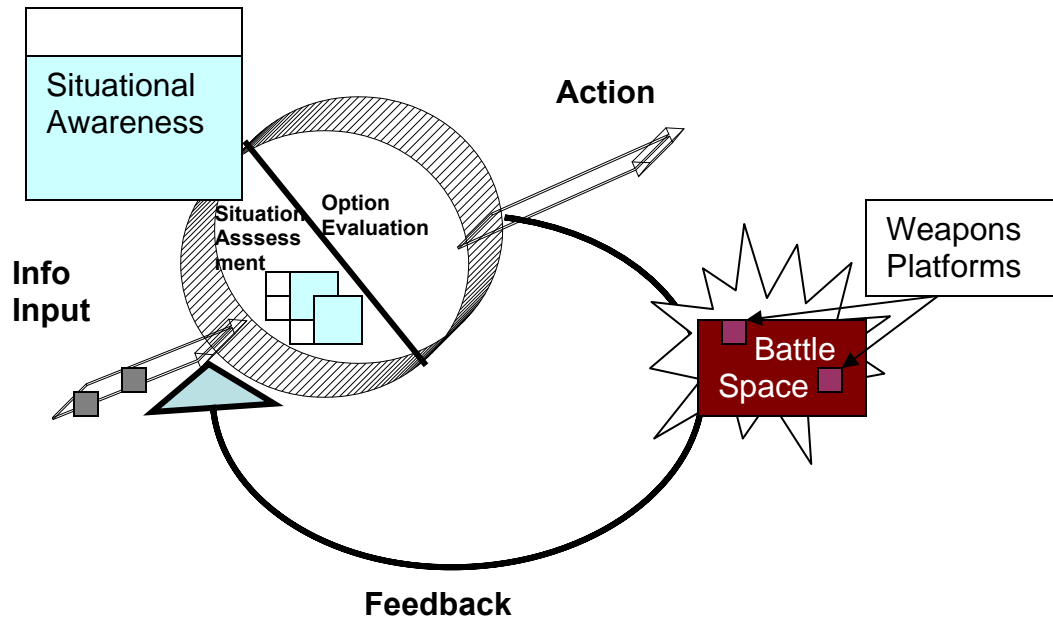 Situational
Awareness
Action
Option
Evaluation
Situation
Asssess
ment
Info
Input
Weapons
Platforms
Battle
Space
Feedback